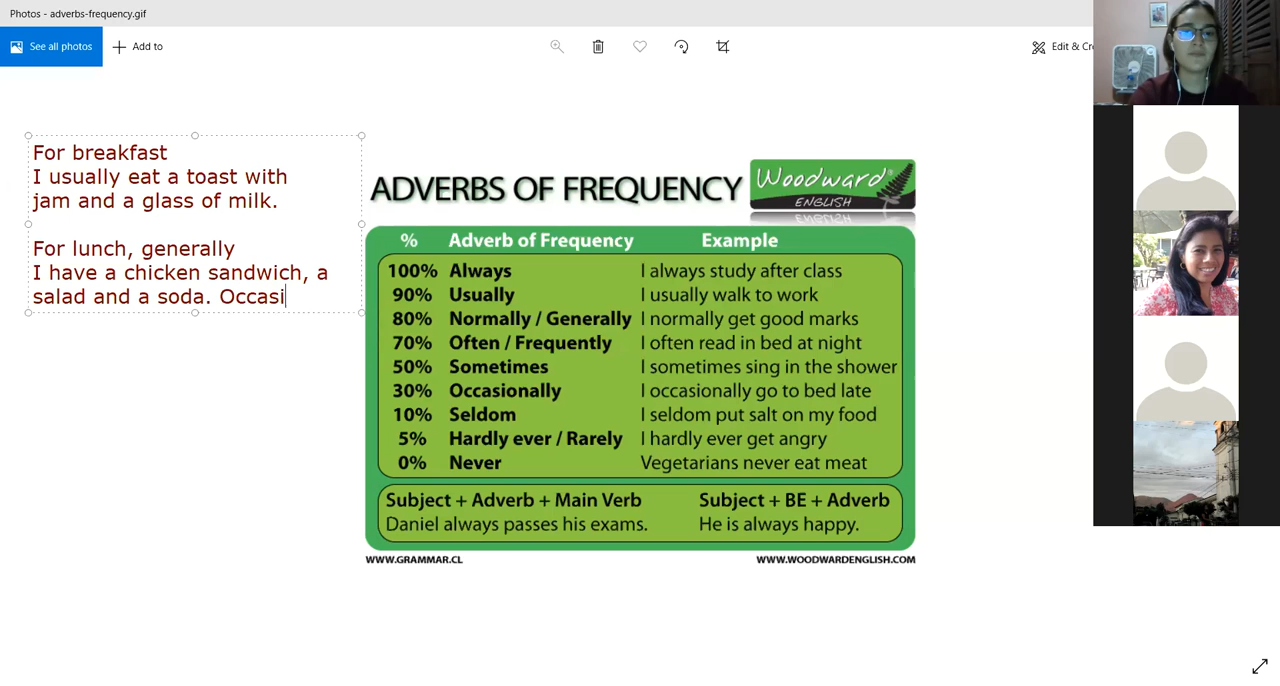 Photos - adverbs-frequency.gif
See all photos
Add to
Edit &
For breakfast
I usually eat a toast with
jam and a glass of milk.
For lunch, generally
I have a chicken sandwich, a
salad and a soda. Occasi
ADVERBS OF FREQUENCY
Woodward®
ENGLISH
% Adverb of Frequency Example
100% Always I always study after class
90% Usually I usually walk to work
80% Normally / Generally I normally get good marks
70% Often / Frequently I often read in bed at night
50% Sometimes I sometimes sing in the shower
30% Occasionally I occasionally go to bed late
10% Seldom I seldom put salt on my food
5% Hardly ever / Rarely I hardly ever get angry
0% Never Vegetarians never eat meat
Subject + Adverb + Main Verb Subject + BE + Adverb
Daniel always passes his exams. He is always happy.
WWW.GRAMMAR.CL WWW.WOODWARDENGLISH.COM